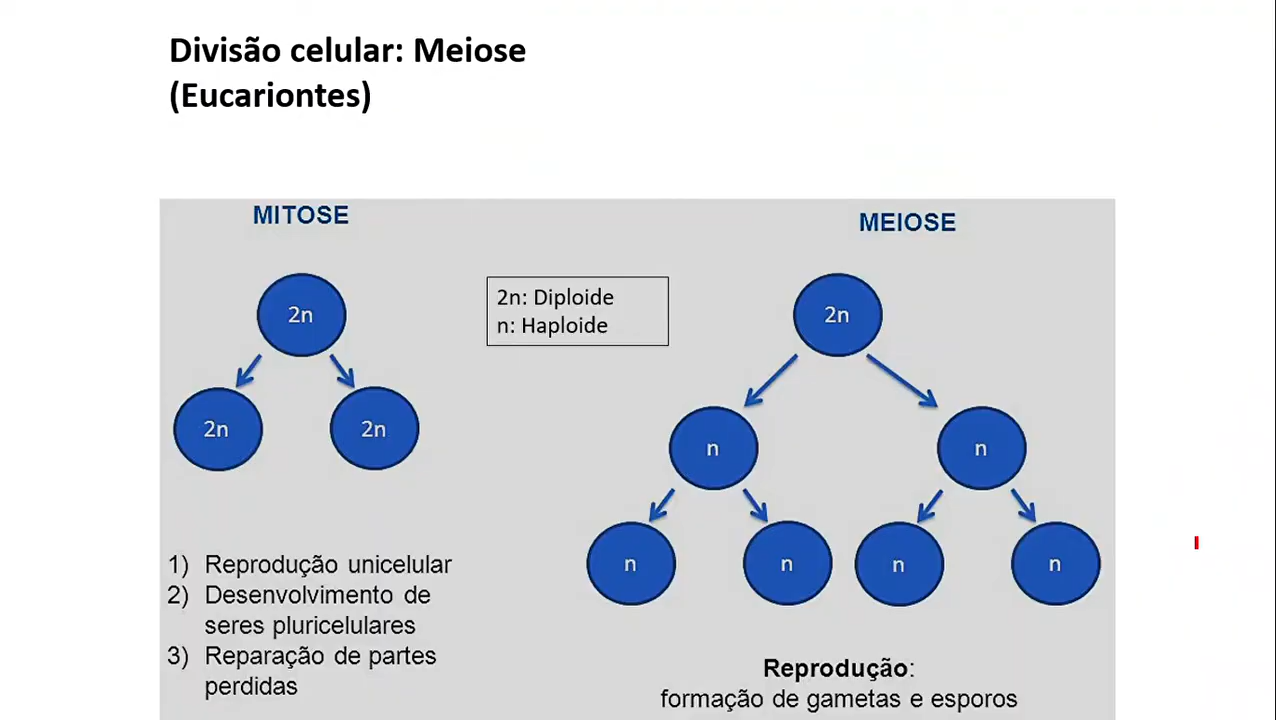 Divisão celular: Meiose
(Eucariontes)
MITOSE
MEIOSE
2n
2n: Diploide
n: Haploide
2n
2n
2n
n
n
n
n
n
n
1) Reprodução unicelular
2) Desenvolvimento de
seres pluricelulares
3) Reparação de partes
perdidas
Reprodução:
formação de gametas e esporos